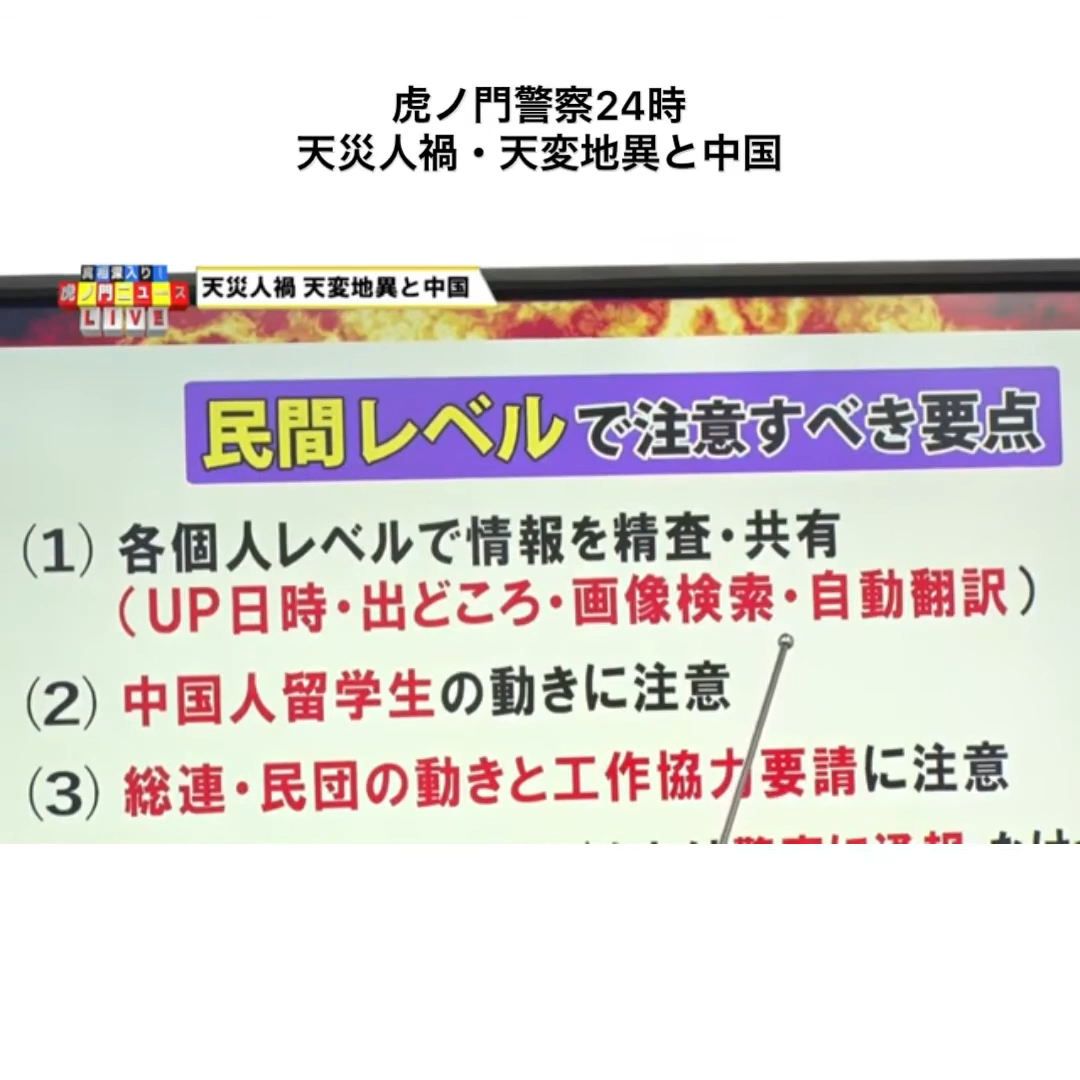 虎ノ門警察24時
天災人禍・天変地異と中国
真相深入り!
虎ノ門ニュース
LIVE
天災人禍 天変地異と中国
民間レベルで注意すべき要点
(1) 各個人レベルで情報を精査・共有
(UP日時・出どころ・画像検索・自動翻訳)
(2) 中国人留学生の動きに注意
(3) 総連・民団の動きと工作協力要請に注意